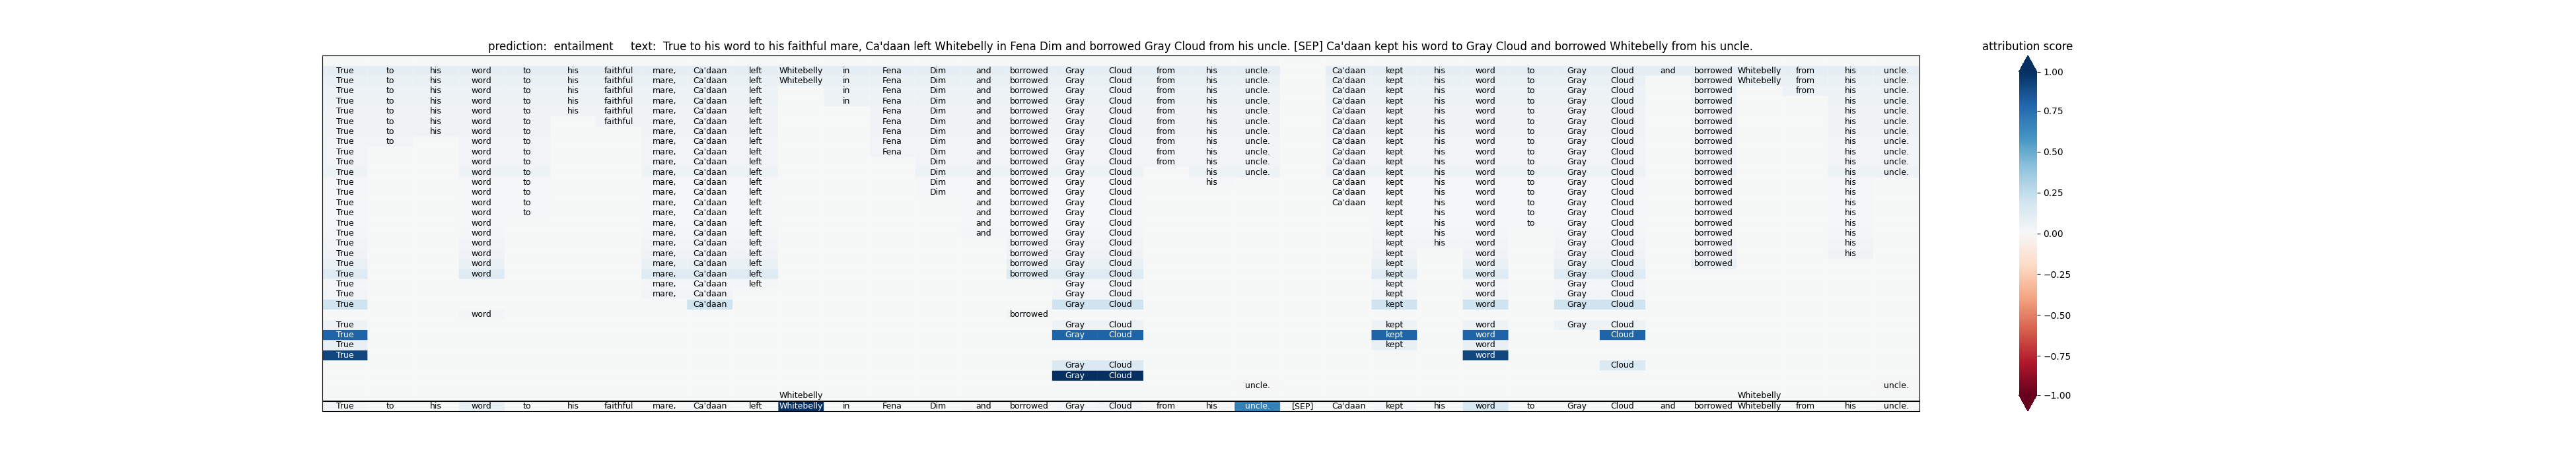 prediction: entailment text: True to his word to his faithful mare, Ca'daan left Whitebelly in Fena Dim and borrowed Gray Cloud from his uncle. [SEP] Ca'daan kept his word to Gray Cloud and borrowed Whitebelly from his uncle.
True to his word to his faithful mare, Ca'daan left Whitebelly in Fena Dim and borrowed Gray Cloud from his uncle. Ca'daan kept his word to Gray Cloud and borrowed Whitebelly from his uncle.
True to his word to his faithful mare, Ca'daan left Whitebelly in Fena Dim and borrowed Gray Cloud from his uncle. Ca'daan kept his word to Gray Cloud borrowed Whitebelly from his uncle.
True to his word to his faithful mare, Ca'daan left in Fena Dim and borrowed Gray Cloud from his uncle. Ca'daan kept his word to Gray Cloud borrowed from his uncle.
True to his word to his faithful mare, Ca'daan left in Fena Dim and borrowed Gray Cloud from his uncle. Ca'daan kept his word to Gray Cloud borrowed his uncle.
True to his word to his faithful mare, Ca'daan left Fena Dim and borrowed Gray Cloud from his uncle. Ca'daan kept his word to Gray Cloud borrowed his uncle.
True to his word to faithful mare, Ca'daan left Fena Dim and borrowed Gray Cloud from his uncle. Ca'daan kept his word to Gray Cloud borrowed his uncle.
True to his word to mare, Ca'daan left Fena Dim and borrowed Gray Cloud from his uncle. Ca'daan kept his word to Gray Cloud borrowed his uncle.
True to word to mare, Ca'daan left Fena Dim and borrowed Gray Cloud from his uncle. Ca'daan kept his word to Gray Cloud borrowed his uncle.
True word to mare, Ca'daan left Fena Dim and borrowed Gray Cloud from his uncle. Ca'daan kept his word to Gray Cloud borrowed his uncle.
True word to mare, Ca'daan left Dim and borrowed Gray Cloud from his uncle. Ca'daan kept his word to Gray Cloud borrowed his uncle.
True word to mare, Ca'daan left Dim and borrowed Gray Cloud his uncle. Ca'daan kept his word to Gray Cloud borrowed his uncle.
True word to mare, Ca'daan left Dim and borrowed Gray Cloud his Ca'daan kept his word to Gray Cloud borrowed his
True word to mare, Ca'daan left Dim and borrowed Gray Cloud Ca'daan kept his word to Gray Cloud borrowed his
True word to mare, Ca'daan left and borrowed Gray Cloud Ca'daan kept his word to Gray Cloud borrowed his
True word to mare, Ca'daan left and borrowed Gray Cloud kept his word to Gray Cloud borrowed his
True word mare, Ca'daan left and borrowed Gray Cloud kept his word to Gray Cloud borrowed his
True word mare, Ca'daan left and borrowed Gray Cloud kept his word Gray Cloud borrowed his
True word mare, Ca'daan left borrowed Gray Cloud kept his word Gray Cloud borrowed his
True word mare, Ca'daan left borrowed Gray Cloud kept word Gray Cloud borrowed his
True word mare, Ca'daan left borrowed Gray Cloud kept word Gray Cloud borrowed
True word mare, Ca'daan left borrowed Gray Cloud kept word Gray Cloud
True mare, Ca'daan left Gray Cloud kept word Gray Cloud
True mare, Ca'daan Gray Cloud kept word Gray Cloud
True Ca'daan Gray Cloud kept word Gray Cloud
word borrowed
True Gray Cloud kept word Gray Cloud
True Gray Cloud kept word Cloud
True kept word
True word
Gray Cloud Cloud
Gray Cloud
uncle. uncle.
Whitebelly Whitebelly
True to his word to his faithful mare, Ca'daan left Whitebelly in Fena Dim and borrowed Gray Cloud from his uncle. [SEP] Ca'daan kept his word to Gray Cloud and borrowed Whitebelly from his uncle.
attribution score
1.00
0.75
0.50
0.25
0.00
−0.25
−0.50
−0.75
−1.00